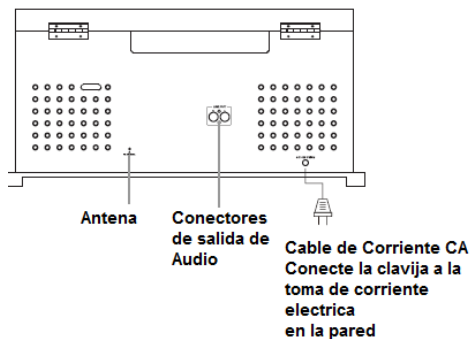 Antena
Conectores
de salida de
Audio
Cable de Corriente CA
Conecte la clavija a la
toma de corriente
electrica
en la pared